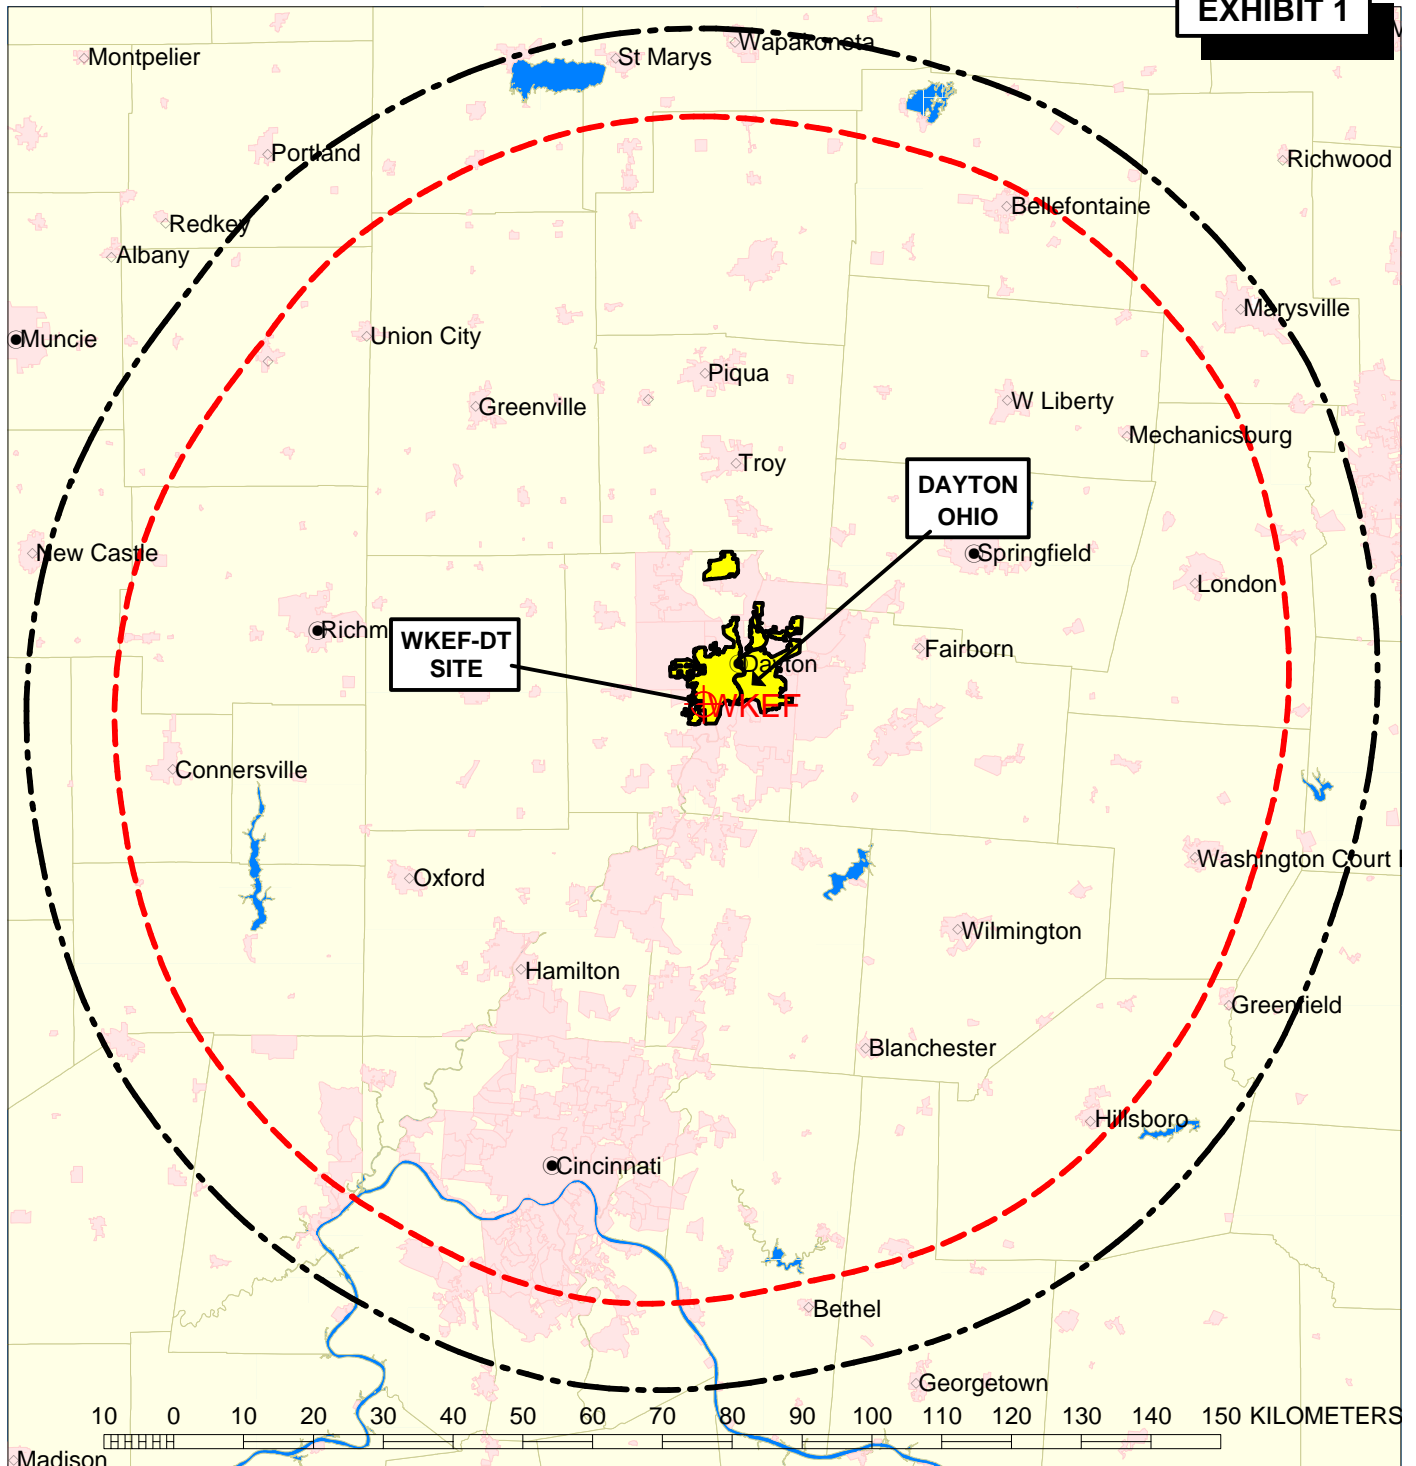 EXHIBIT 1
Montpelier
St Marys
Wapakoneta
Portland
Richwood
Redkey
Bellefontaine
Albany
Marysville
Muncie
Union City
Piqua
Greenville
W Liberty
Mechanicsburg
Troy
DAYTON
OHIO
New Castle
Springfield
London
Richm
WKEF-DT
SITE
Fairborn
Dayton
WKEF
Connersville
Washington Court
Oxford
Wilmington
Hamilton
Greenfield
Blanchester
Hillsboro
Cincinnati
Bethel
Georgetown
10 0 10 20 30 40 50 60 70 80 90 100 110 120 130 140 150 KILOMETERS
Madison